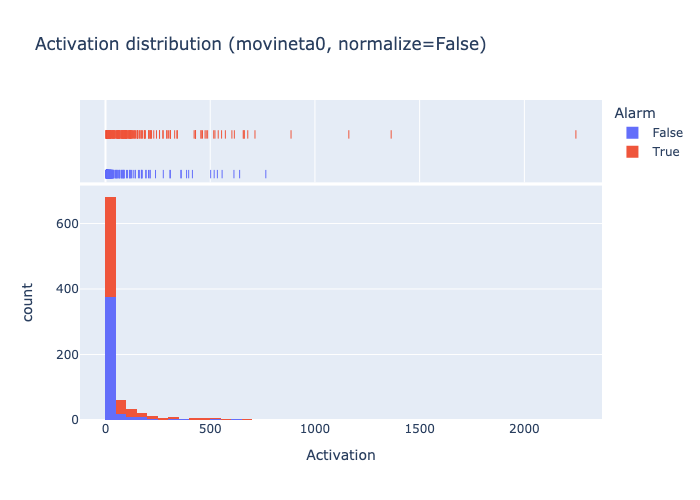 Activation distribution (movineta0, normalize=False)
Alarm
False
True
600
400
200
0
count
0 500 1000 1500 2000
Activation